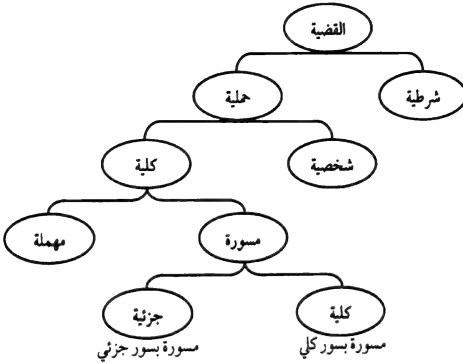 القضية
شرطية
حملية
شخصية
كلية
مسورة
مهملة
كلية
جزئية
مسورة بسور كلي
مسورة بسور جزئي